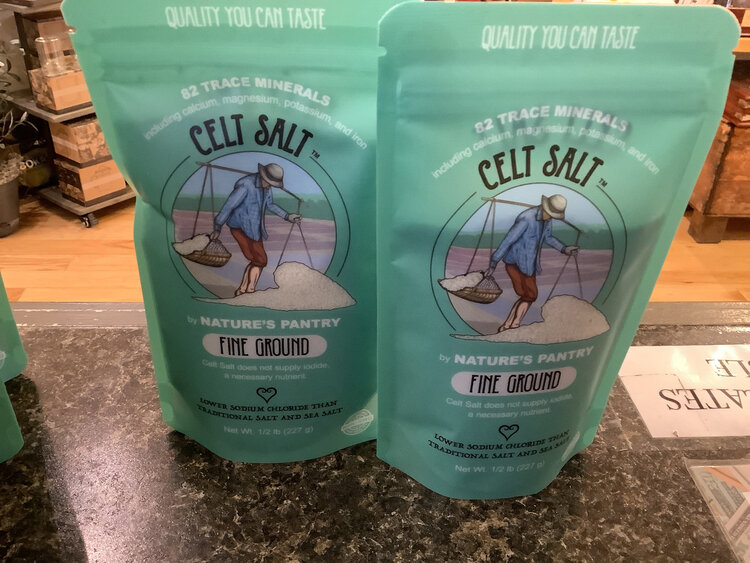 QUALITY YOU CAN TASTE
82 TRACE MINERALS
including calcium, magnesium, potassium, and iron
CELT SALT™
by NATURE'S PANTRY
FINE GROUND
Celt Salt does not supply iodide,
a necessary nutrient.
LOWER SODIUM CHLORIDE THAN
TRADITIONAL SALT AND SEA SALT
Net Wt. 1/2 lb (227 g)
QUALITY YOU CAN TASTE
82 TRACE MINERALS
including calcium, magnesium, potassium, and iron
CELT SALT™
by NATURE'S PANTRY
FINE GROUND
Celt Salt does not supply iodide,
a necessary nutrient.
LOWER SODIUM CHLORIDE THAN
TRADITIONAL SALT AND SEA SALT
Net Wt. 1/2 lb (227 g)